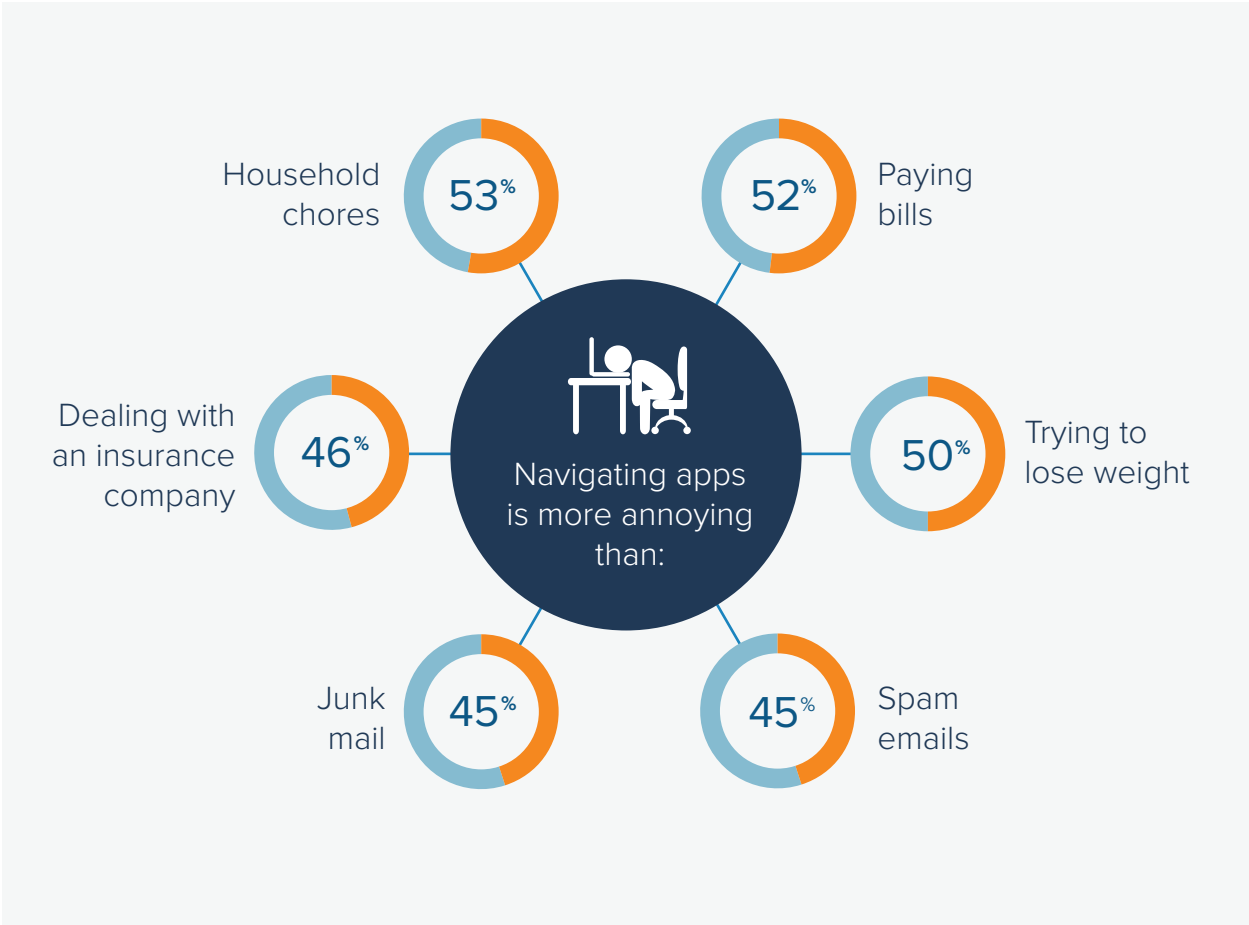 Household
chores
53%
52%
Paying
bills
Dealing with
an insurance
company
46%
Navigating apps
is more annoying
than:
50%
Trying to
lose weight
Junk
mail
45%
45%
Spam
emails